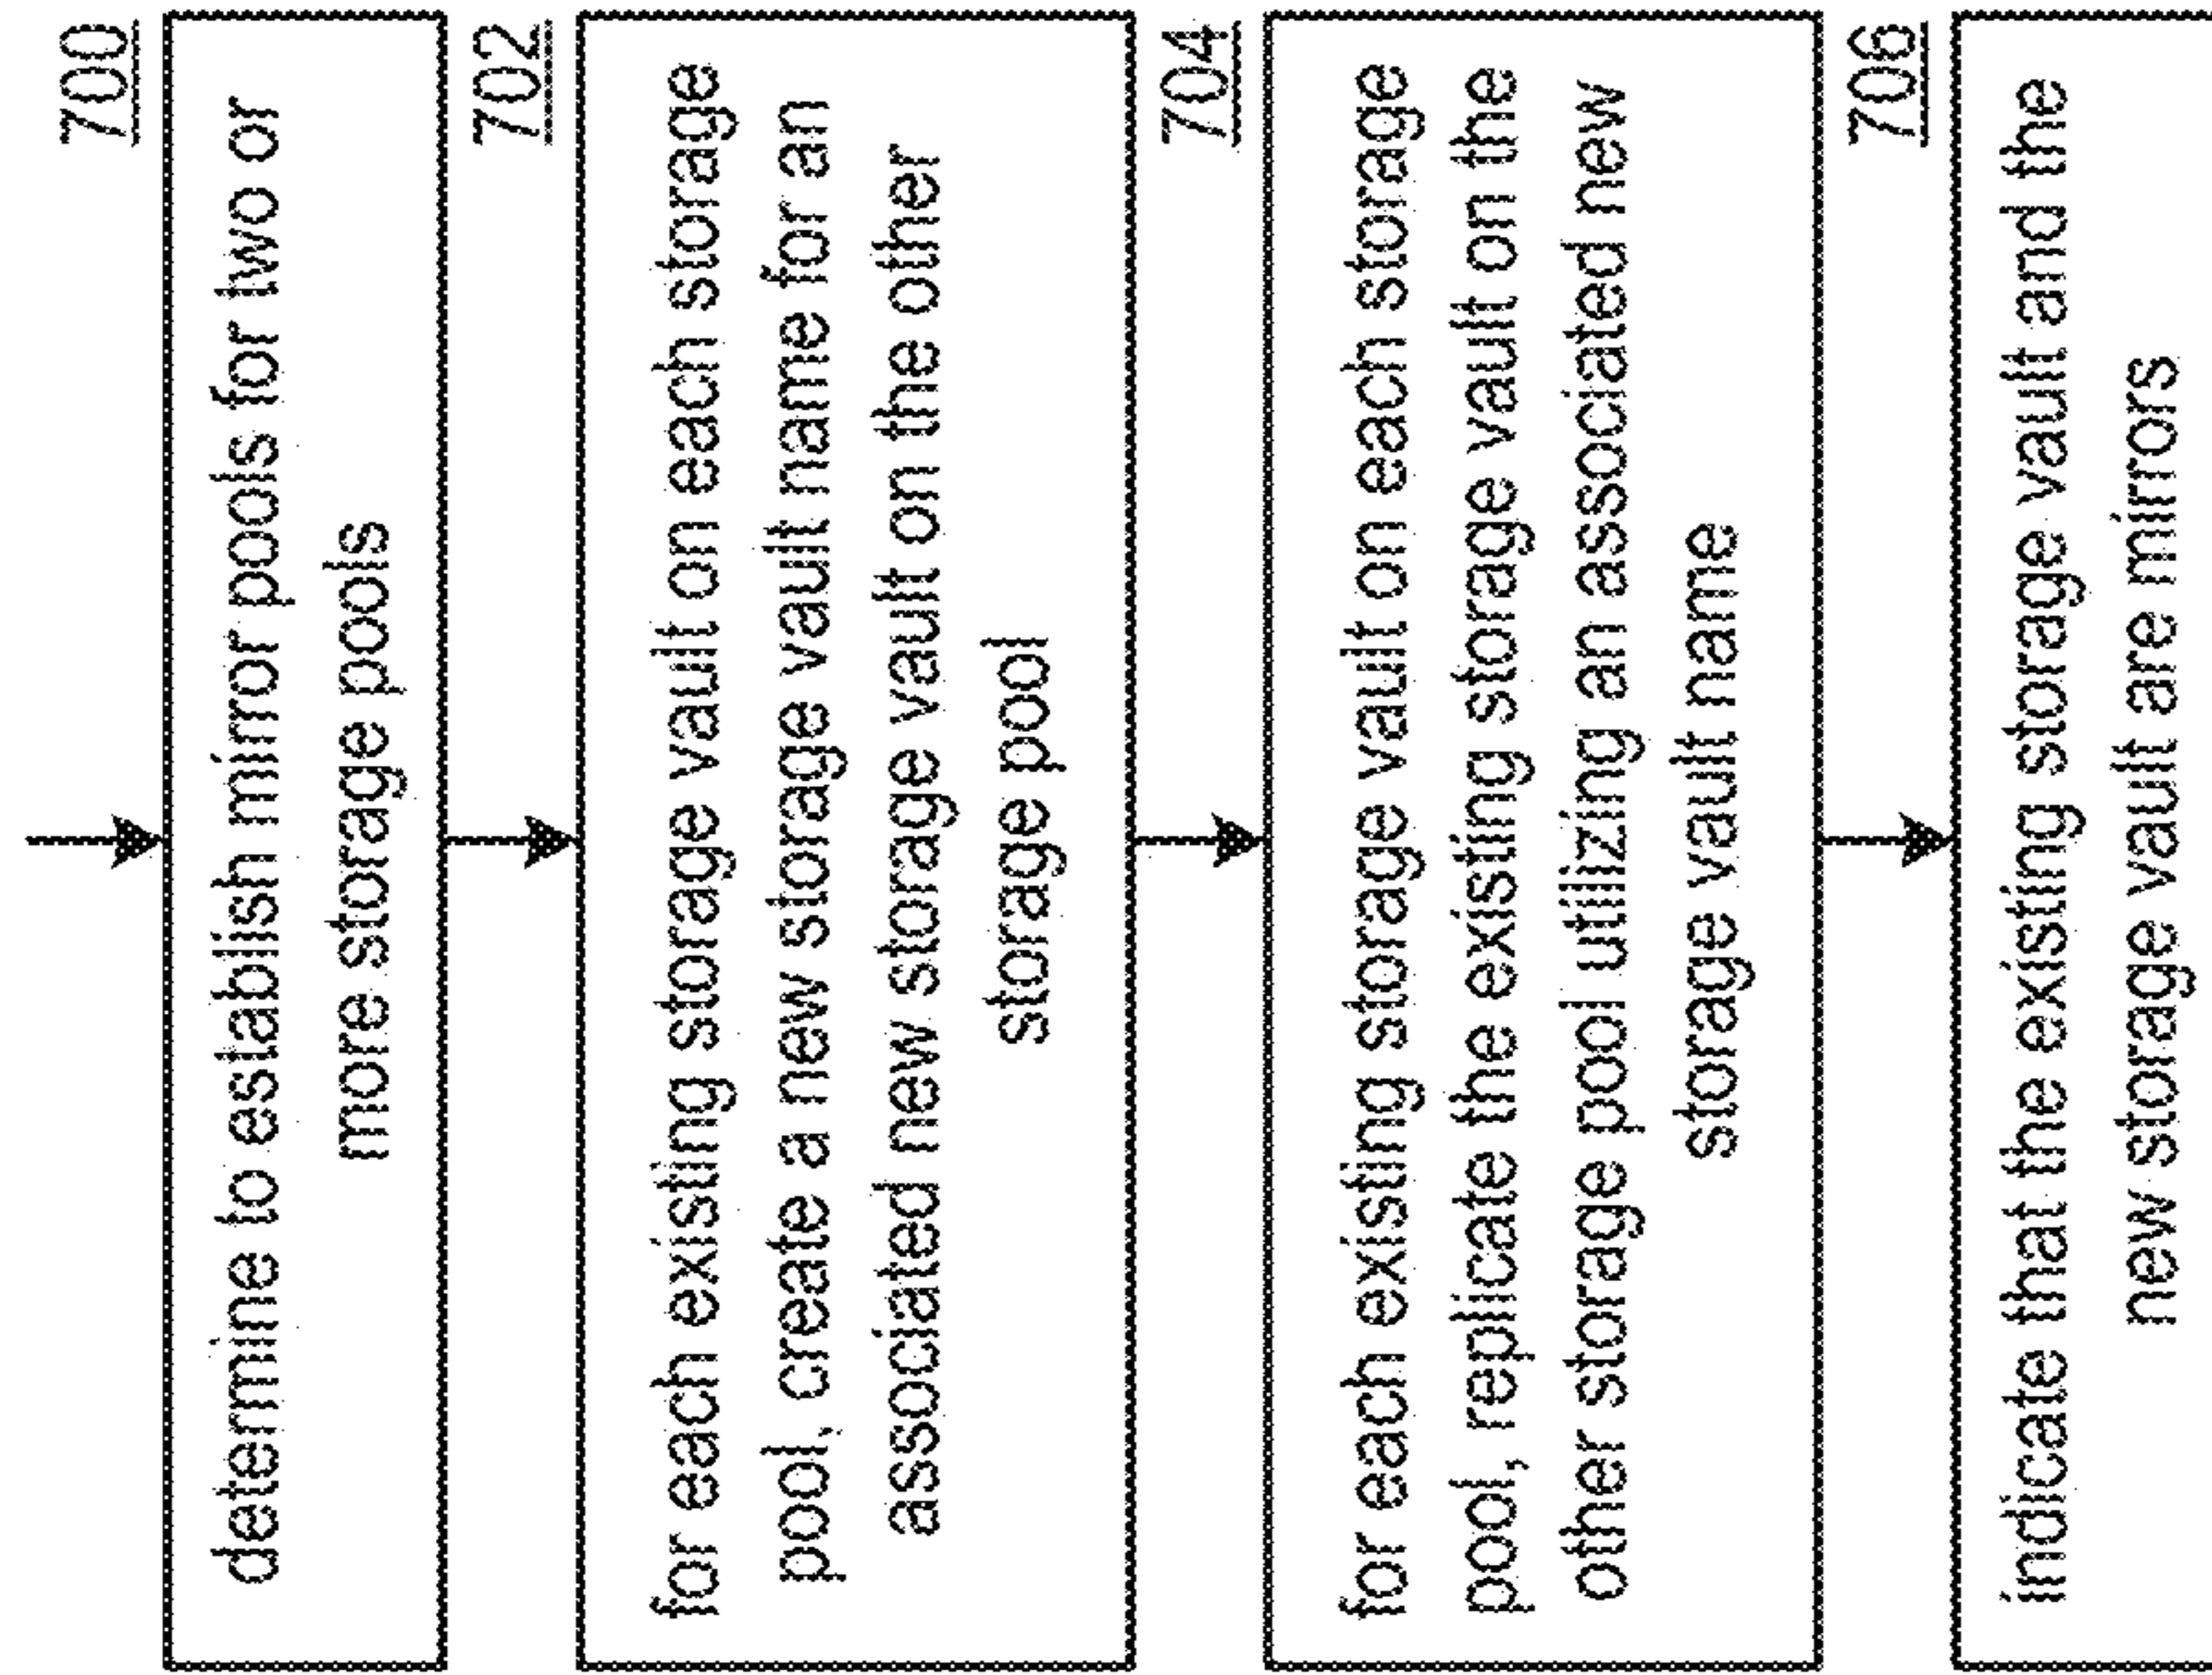 700
determine to establish mirror pools for two or
more storage pools
702
for each existing storage vault on each storage
pool, create a new storage vault name for an
associated new storage vault on the other
storage pool
704
for each existing storage vault on each storage
pool, replicate the existing storage vault on the
other storage pool utilizing an associated new
storage vault name
706
indicate that the existing storage vault and the
new storage vault are mirrors